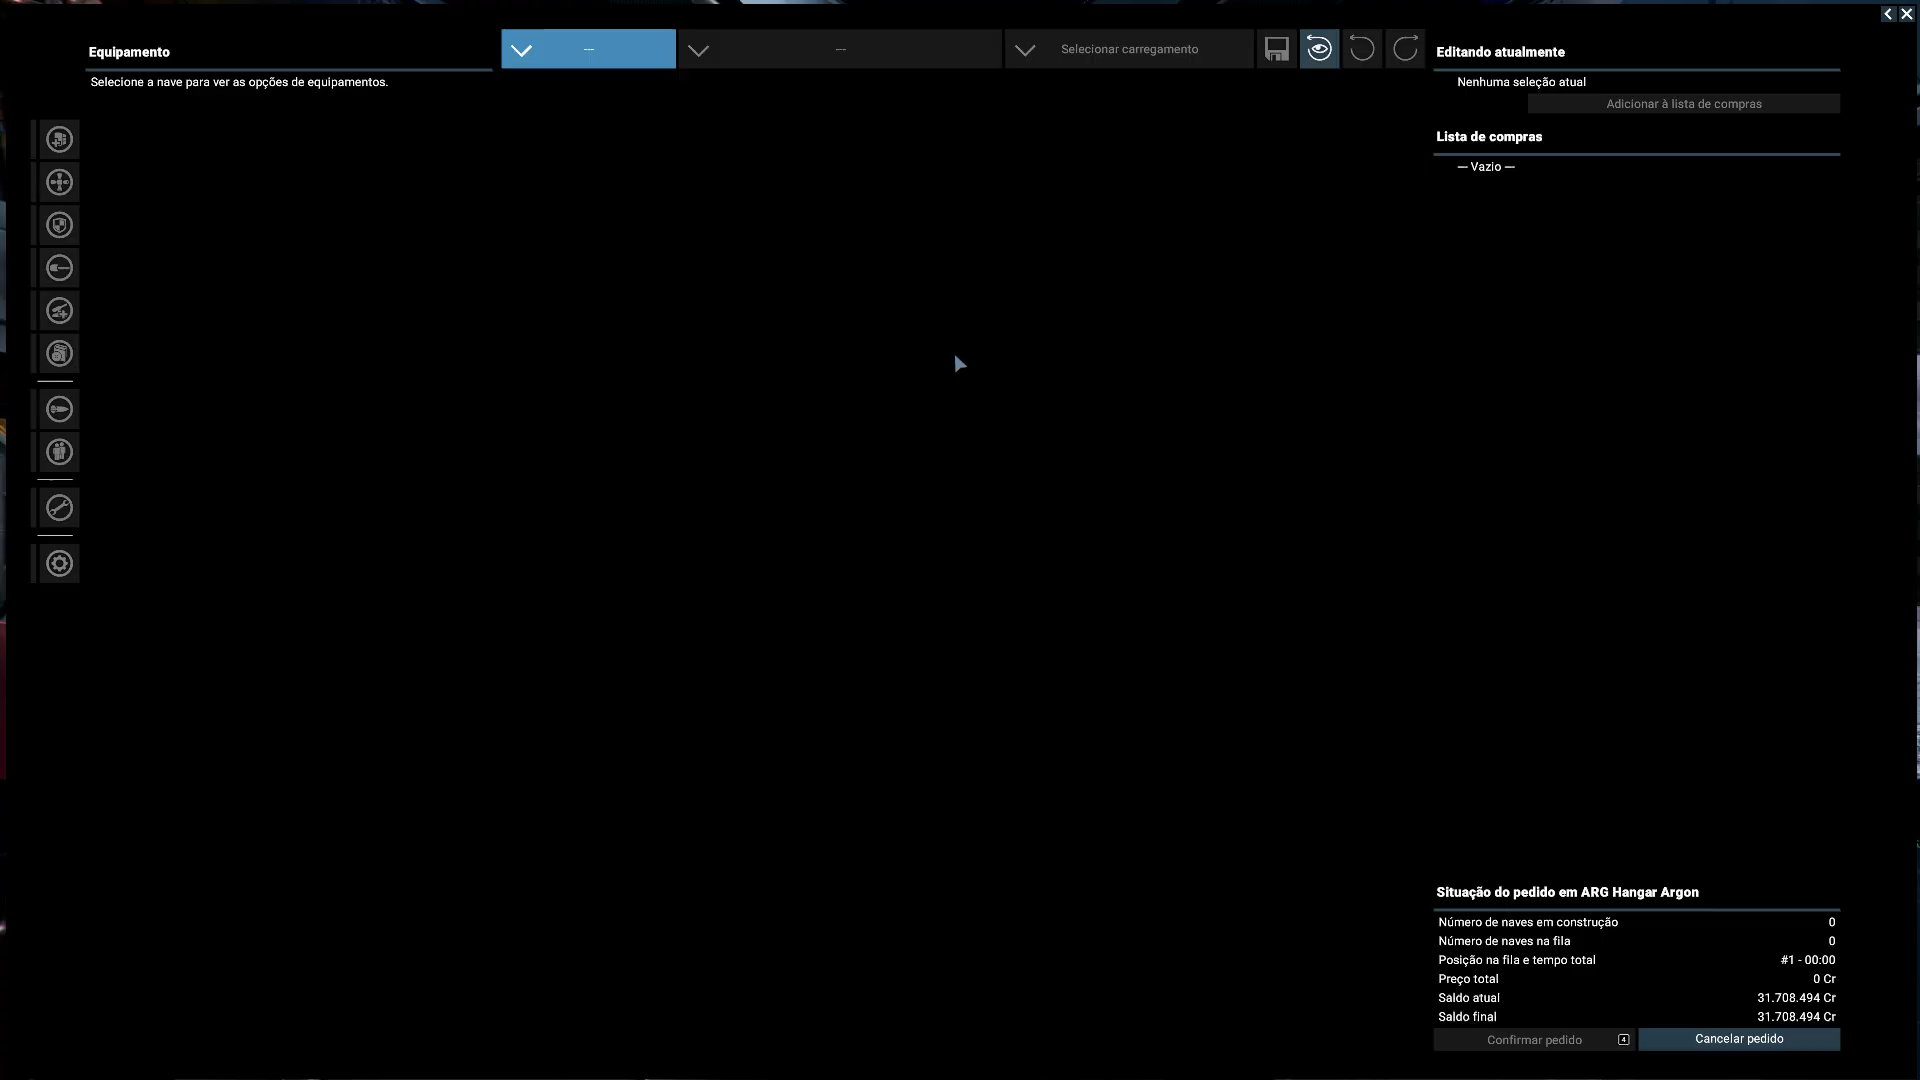 Equipamento
Selecione a nave para ver as opções de equipamentos.
---
---
Selecionar carregamento
Editando atualmente
Nenhuma seleção atual
Adicionar à lista de compras
Lista de compras
--- Vazio ---
Situação do pedido em ARG Hangar Argon
Número de naves em construção 0
Número de naves na fila 0
Posição na fila e tempo total #1 - 00:00
Preço total 0 Cr
Saldo atual 31.708.494 Cr
Saldo final 31.708.494 Cr
Confirmar pedido 4 Cancelar pedido